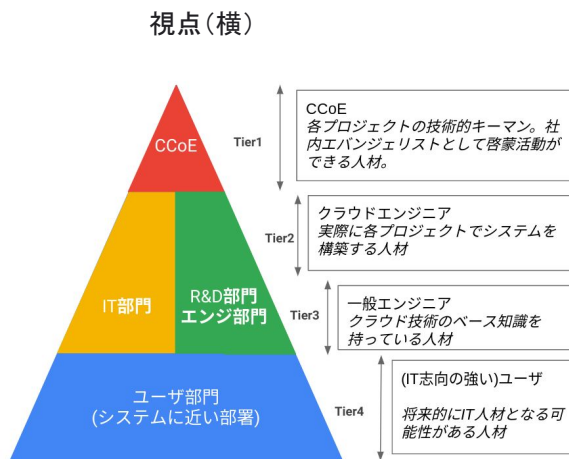 視点(横)
CCoE
IT部門
R&D部門
エンジ部門
ユーザ部門
(システムに近い部署)
Tier1
CCoE
各プロジェクトの技術的キーマン。社
内エバンジェリストとして啓蒙活動が
できる人材。
Tier2
クラウドエンジニア
実際に各プロジェクトでシステムを
構築する人材
Tier3
一般エンジニア
クラウド技術のベース知識を
持っている人材
Tier4
(IT志向の強い)ユーザ
将来的にIT人材となる可
能性がある人材